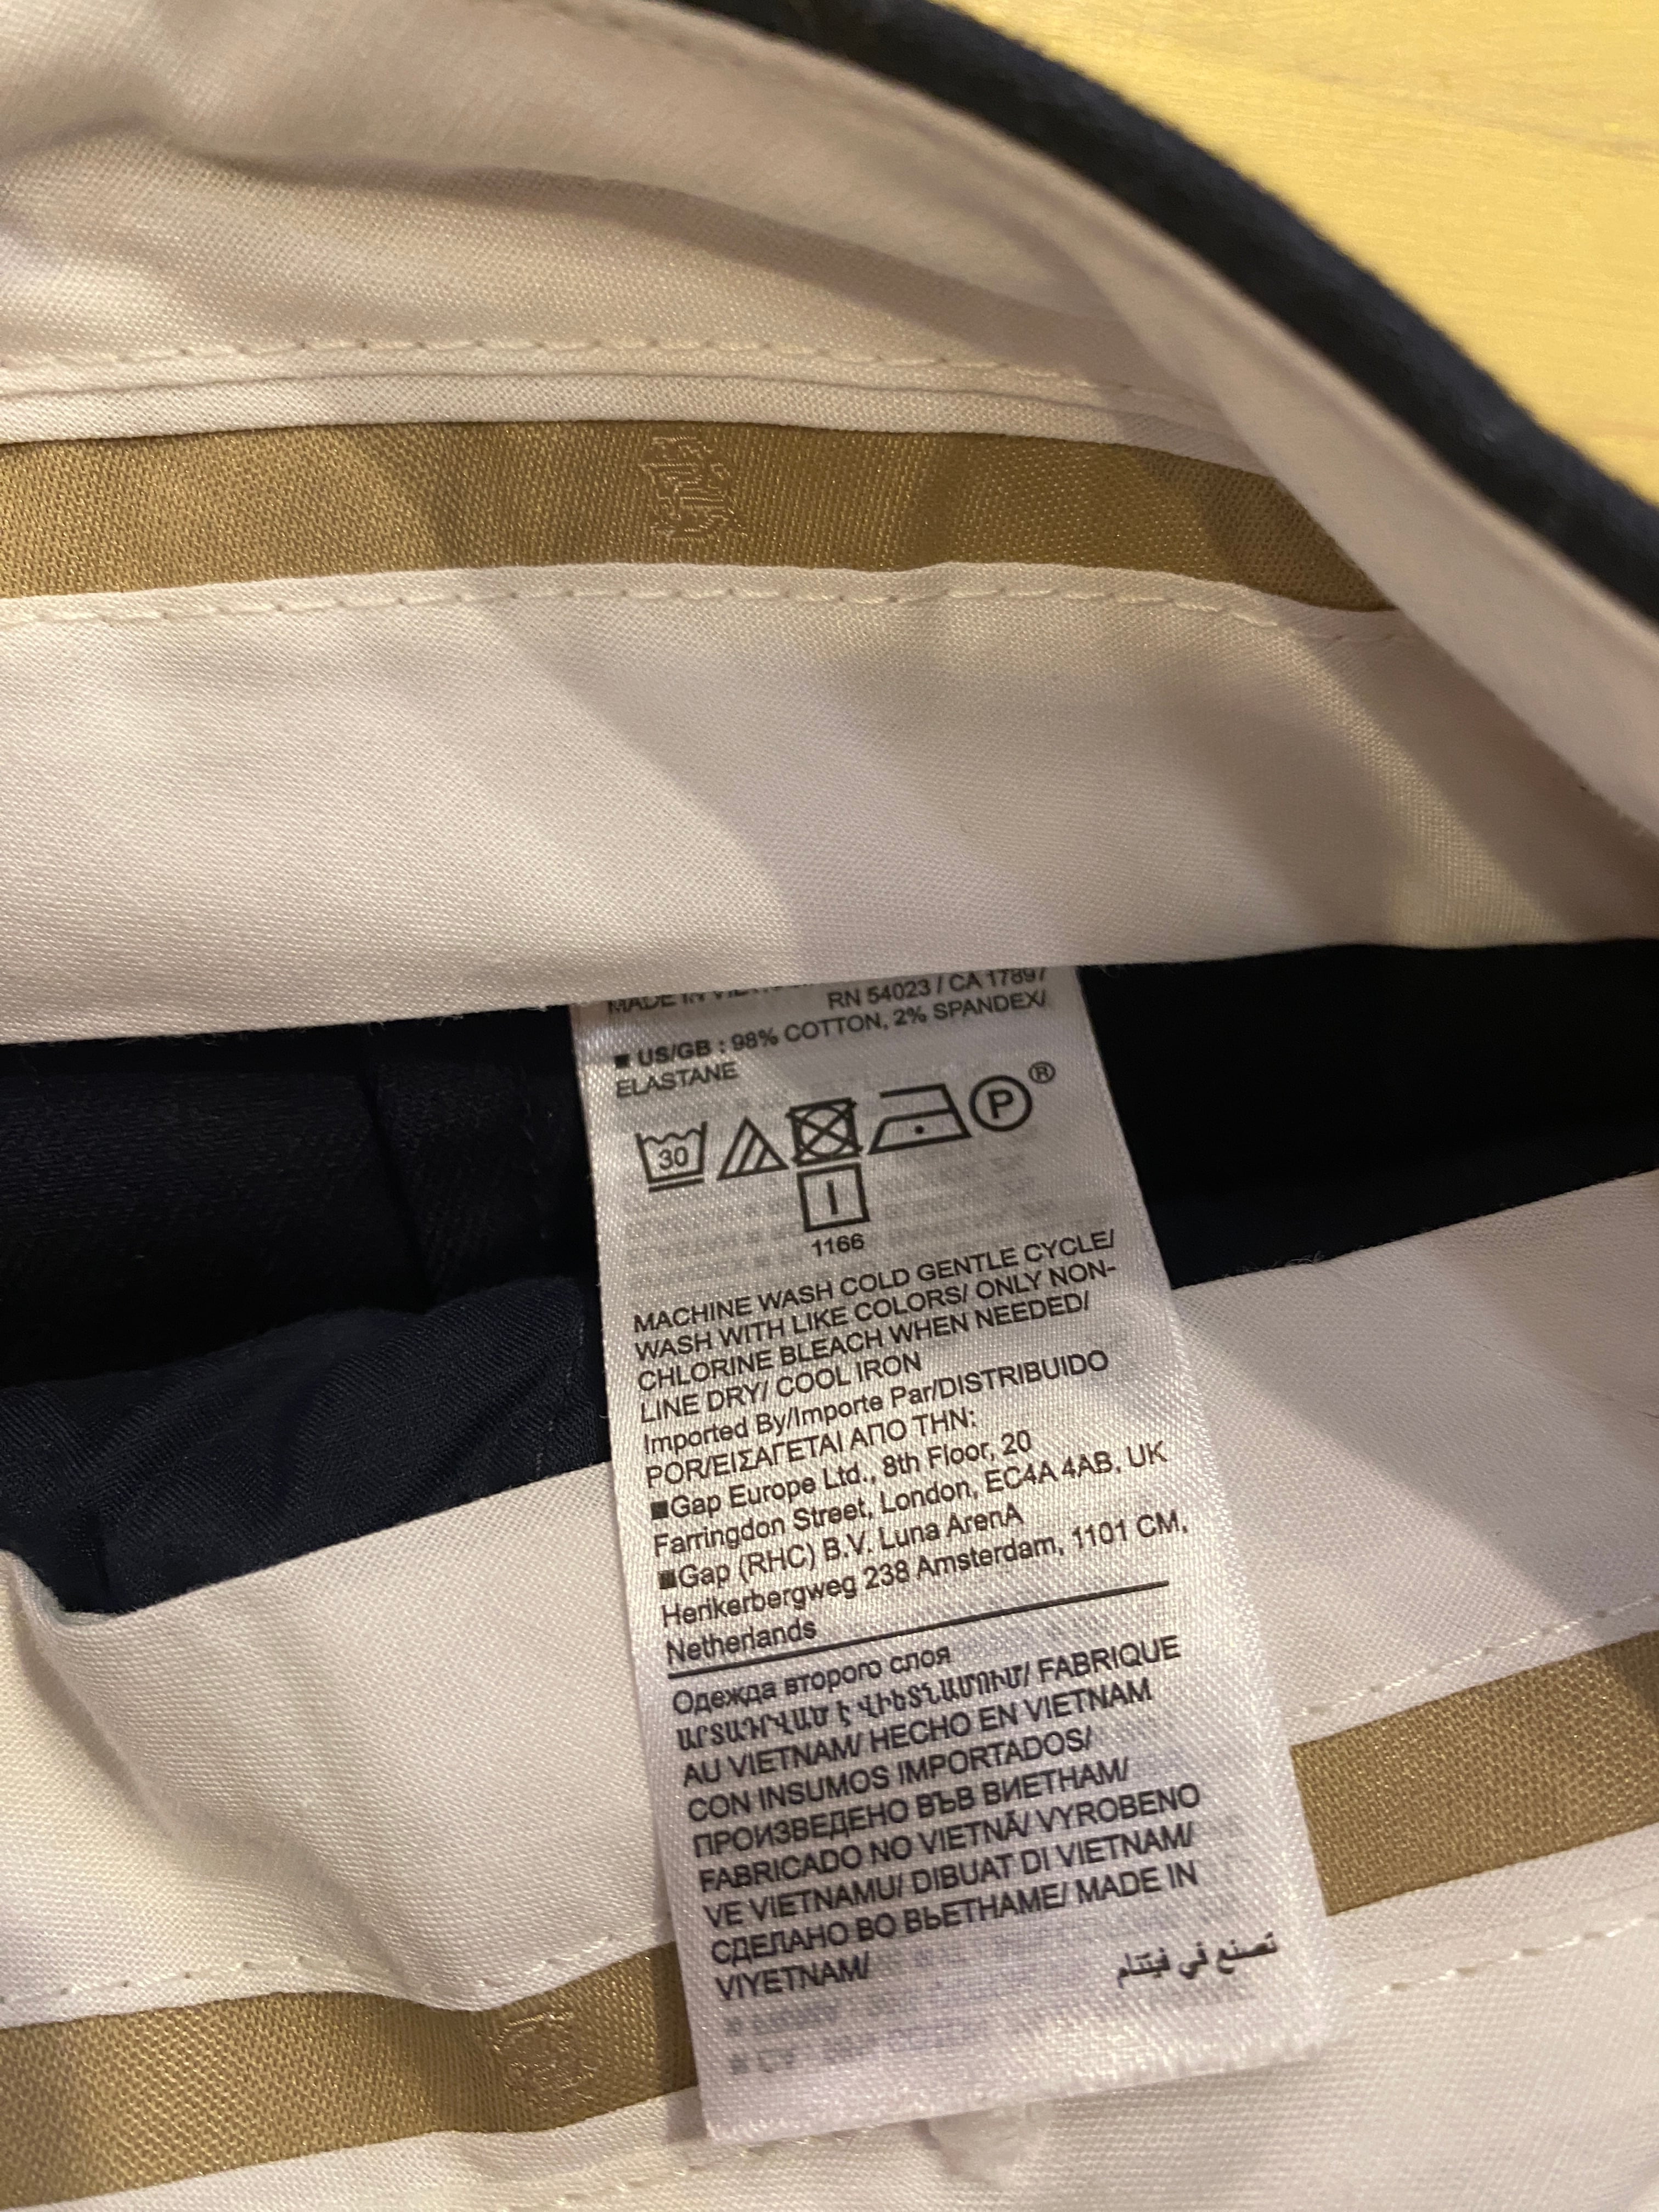 MADE IN
RN 54023 / CA 17897
■ US/GB : 98% COTTON, 2% SPANDEX/
ELASTANE
30
P®
1166
MACHINE WASH COLD GENTLE CYCLE/
WASH WITH LIKE COLORS/ ONLY NON-
CHLORINE BLEACH WHEN NEEDED/
LINE DRY/ COOL IRON
Imported By/Importe Par/DISTRIBUIDO
POR/ΕΙΣΑΓΕΤΑΙ ΑΠΟ ΤΗΝ:
■Gap Europe Ltd., 8th Floor, 20
Farringdon Street, London, EC4A 4AB, UK
■Gap (RHC) B.V. Luna ArenA
Herikerbergweg 238 Amsterdam, 1101 CM,
Netherlands
Одежда второго слоя
ԱՐՏԱԴՐՎԱԾ Է ՎԻԵՏՆԱՄՈՒՄ/ FABRIQUE
AU VIETNAM/ HECHO EN VIETNAM
CON INSUMOS IMPORTADOS/
ПРОИЗВЕДЕНО ВЪВ ВИЕТНАМ/
FABRICADO NO VIETNÃ/ VYROBENO
VE VIETNAMU/ DIBUAT DI VIETNAM/
СДЕЛАНО ВО ВЬЕТНАМЕ/ MADE IN
VIYETNAM/
تصنع في فيتنام